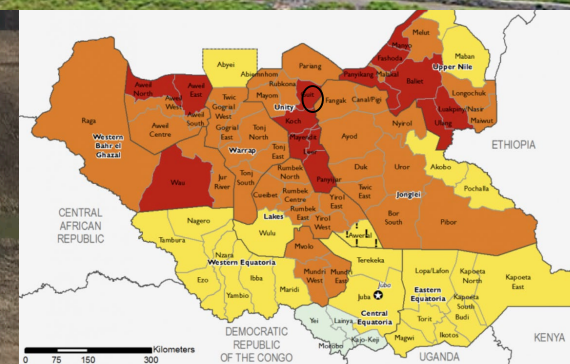 Melut
Manyo
Fashoda
Maban
Upper Nile
Abyei
Pariang
Panyikang
Malakal
Baliet
Abiemnhom
Rubkona
Mayom
Unity
Fangak
Canal/Pigi
Longochuk
Luakpiny/Nasir
Maiwut
Ulang
Aweil
North
Aweil
East
Aweil
West
Aweil
South
Aweil
Centre
Twic
Gogrial
West
Gogrial
East
Tonj
North
Koch
Mayendit
Leer
Nyirol
Raga
Western
Bahr el
Ghazal
Warrap
Tonj
East
Ayod
ETHIOPIA
Akobo
Duk
Uror
Pochalla
Wau
Jur
River
Tonj
South
Rumbek
North
Panyijiar
Cueibet
Rumbek
Centre
Yirol
East
Twic
East
Jonglei
CENTRAL
AFRICAN
REPUBLIC
Nagero
Lakes
Rumbek
East
Yirol
West
Awerial
Bor
South
Pibor
Wulu
Tambura
Mvolo
Terekeka
Western Equatoria
Nzara
Ezo
Ibba
Yambio
Maridi
Mundri
West
Mundri
East
Juba
Juba
Lopa/Lafon
Kapoeta
North
Kapoeta
East
Eastern
Equatoria
Kapoeta
South
Budi
Torit
Ikotos
Magwi
Central
Equatoria
Yei
Lainya
Morobo
Kajo-Keji
DEMOCRATIC
REPUBLIC
OF THE CONGO
UGANDA
KENYA
Kilometers
0 75 150 300